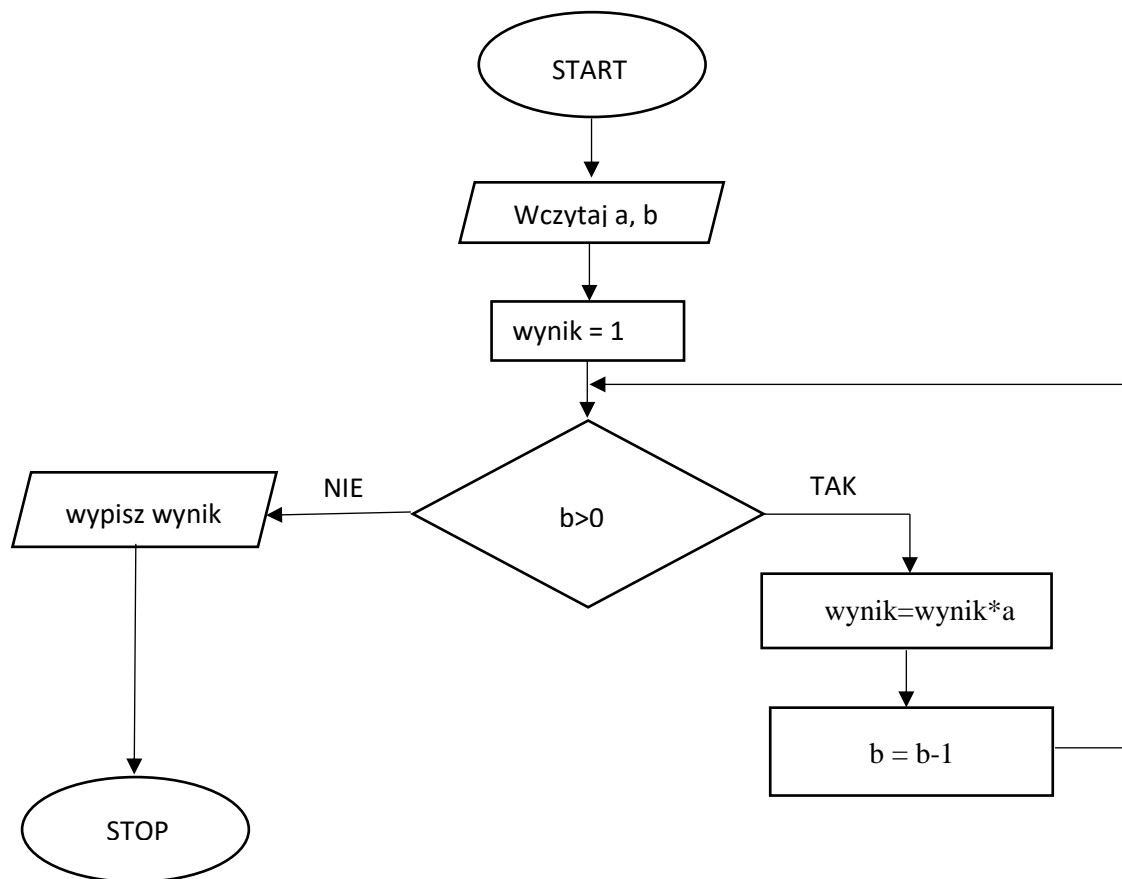 START
Wczytaj a, b
wynik = 1
NIE
TAK
wypisz wynik
b>0
wynik=wynik*a
b = b-1
STOP